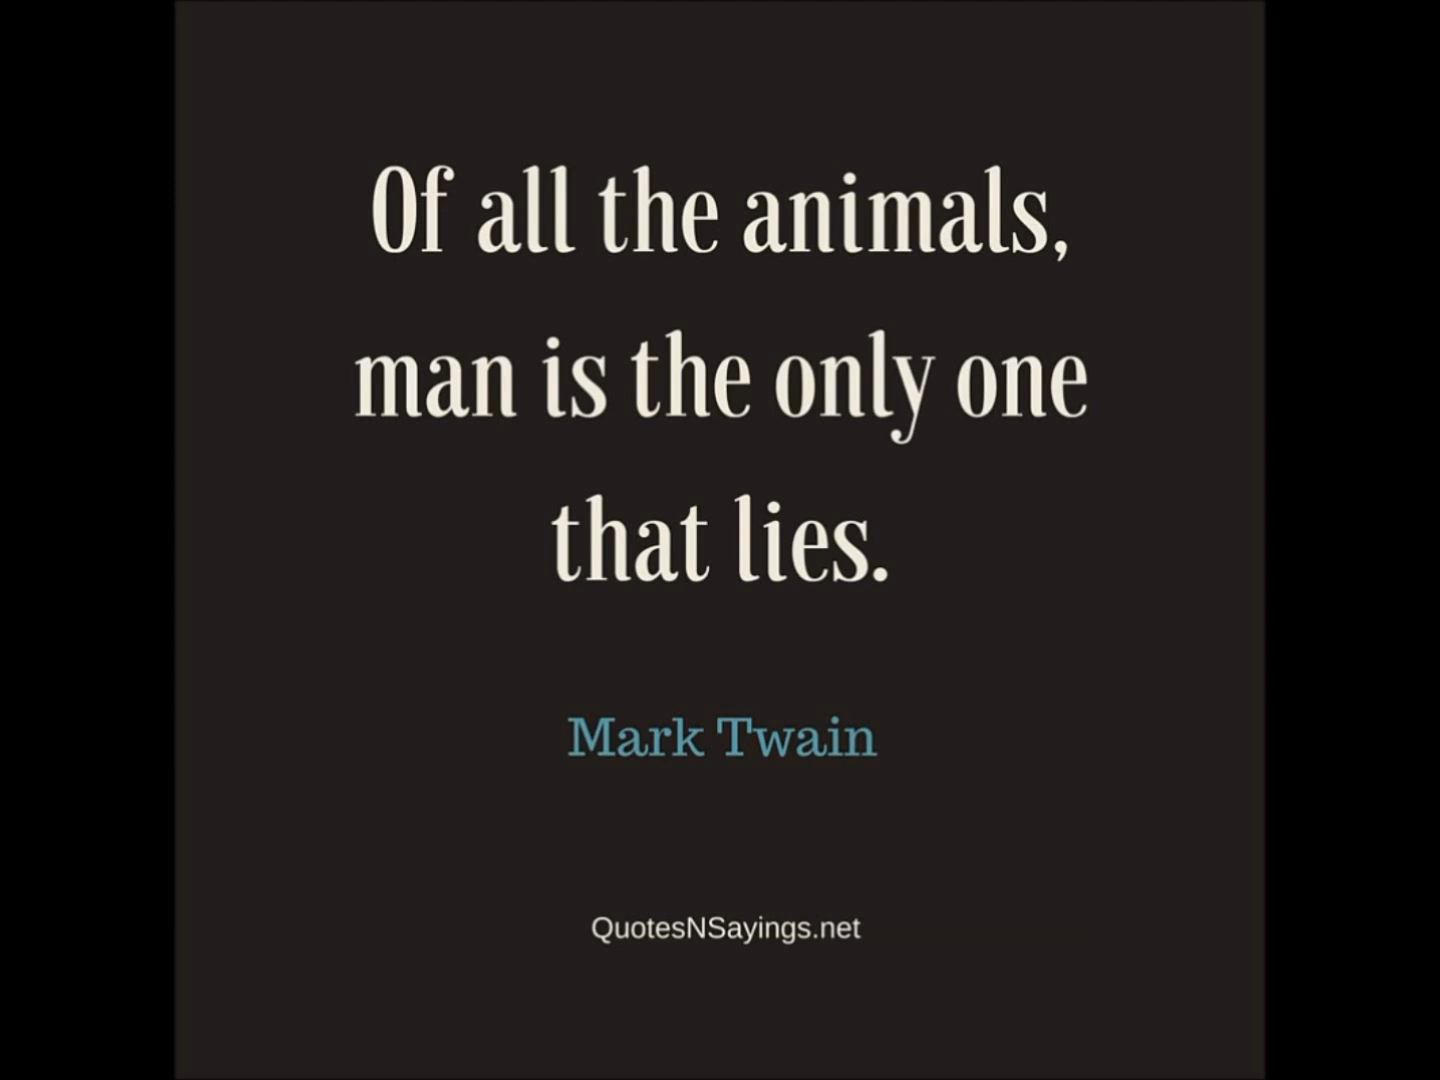 Of all the animals,
man is the only one
that lies.
Mark Twain
QuotesNSayings.net